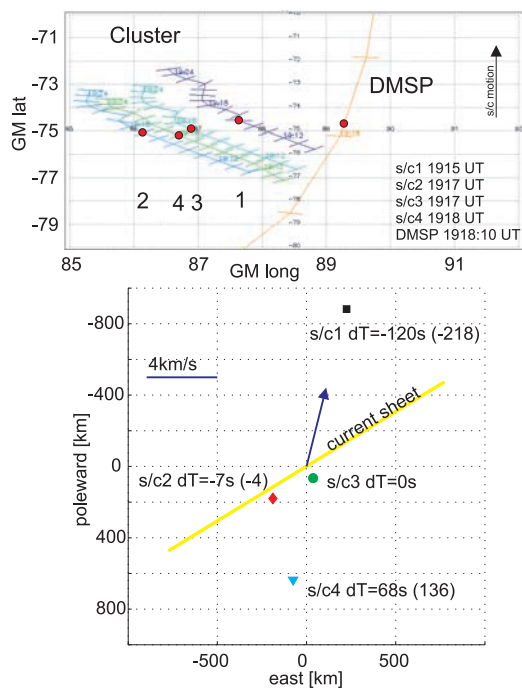 -71
Cluster
-73
DMSP
GM lat
s/c motion
-75
s/c1 1915 UT
s/c2 1917 UT
s/c3 1917 UT
s/c4 1918 UT
DMSP 1918:10 UT
-77
2 4 3 1
-79
85 87 89 91
GM long
-800
s/c1 dT=-120s (-218)
4km/s
-400
current sheet
poleward [km]
0
s/c2 dT=-7s (-4)
s/c3 dT=0s
400
s/c4 dT=68s (136)
800
-500 0 500
east [km]